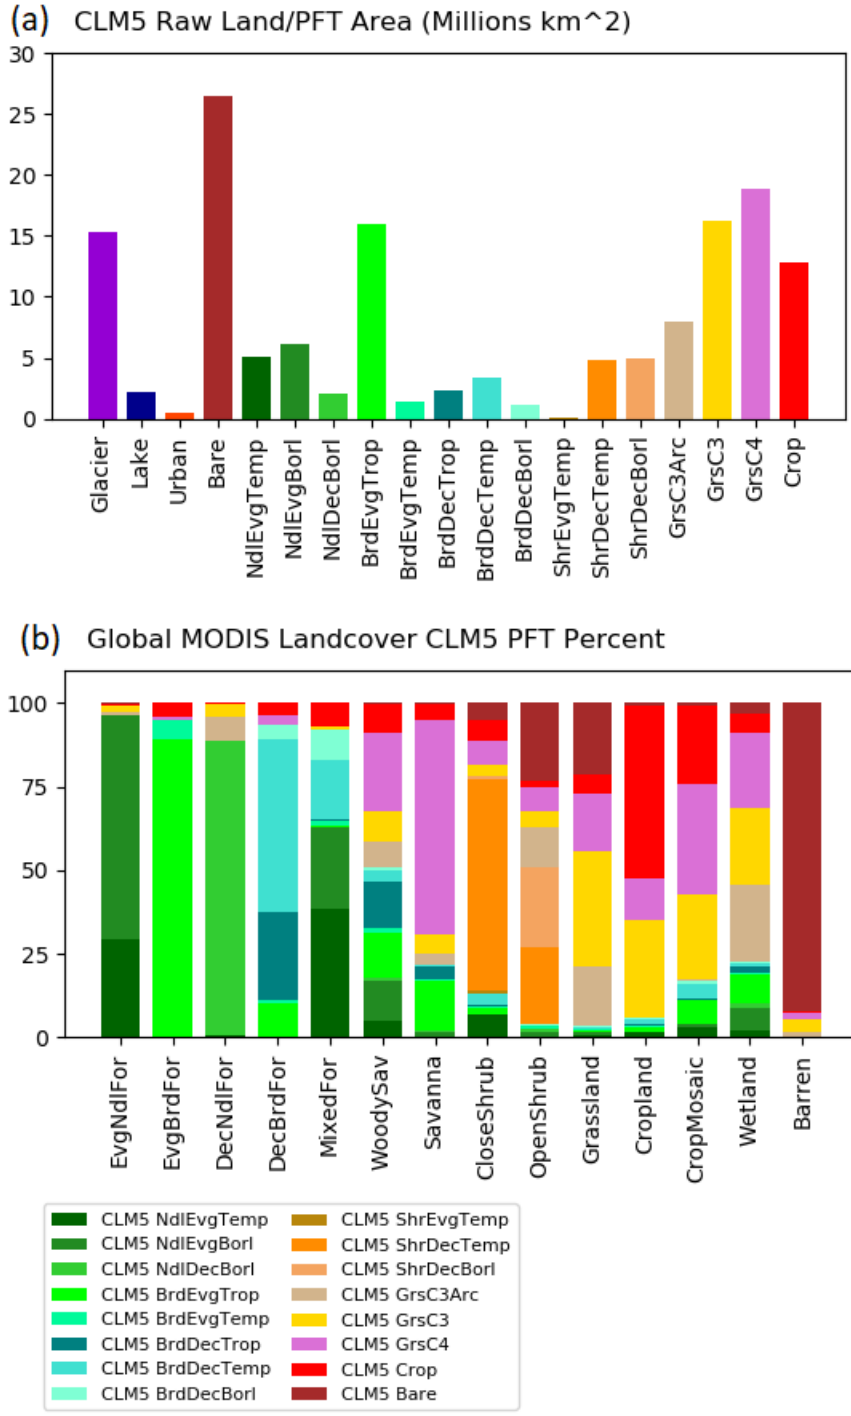 (a) CLM5 Raw Land/PFT Area (Millions km^2)
30
25
20
15
10
5
0
Glacier
Lake
Urban
Bare
NdlEvgTemp
NdlEvgBorl
NdlDecBorl
BrdEvgTrop
BrdEvgTemp
BrdDecTrop
BrdDecTemp
BrdDecBorl
ShrEvgTemp
ShrDecTemp
ShrDecBorl
GrsC3Arc
GrsC3
GrsC4
Crop
(b) Global MODIS Landcover CLM5 PFT Percent
100
75
50
25
0
EvgNdlFor
EvgBrdFor
DecNdlFor
DecBrdFor
MixedFor
WoodySav
Savanna
CloseShrub
OpenShrub
Grassland
Cropland
CropMosaic
Wetland
Barren
CLM5 NdlEvgTemp
CLM5 NdlEvgBorl
CLM5 NdlDecBorl
CLM5 BrdEvgTrop
CLM5 BrdEvgTemp
CLM5 BrdDecTrop
CLM5 BrdDecTemp
CLM5 BrdDecBorl
CLM5 ShrEvgTemp
CLM5 ShrDecTemp
CLM5 ShrDecBorl
CLM5 GrsC3Arc
CLM5 GrsC3
CLM5 GrsC4
CLM5 Crop
CLM5 Bare